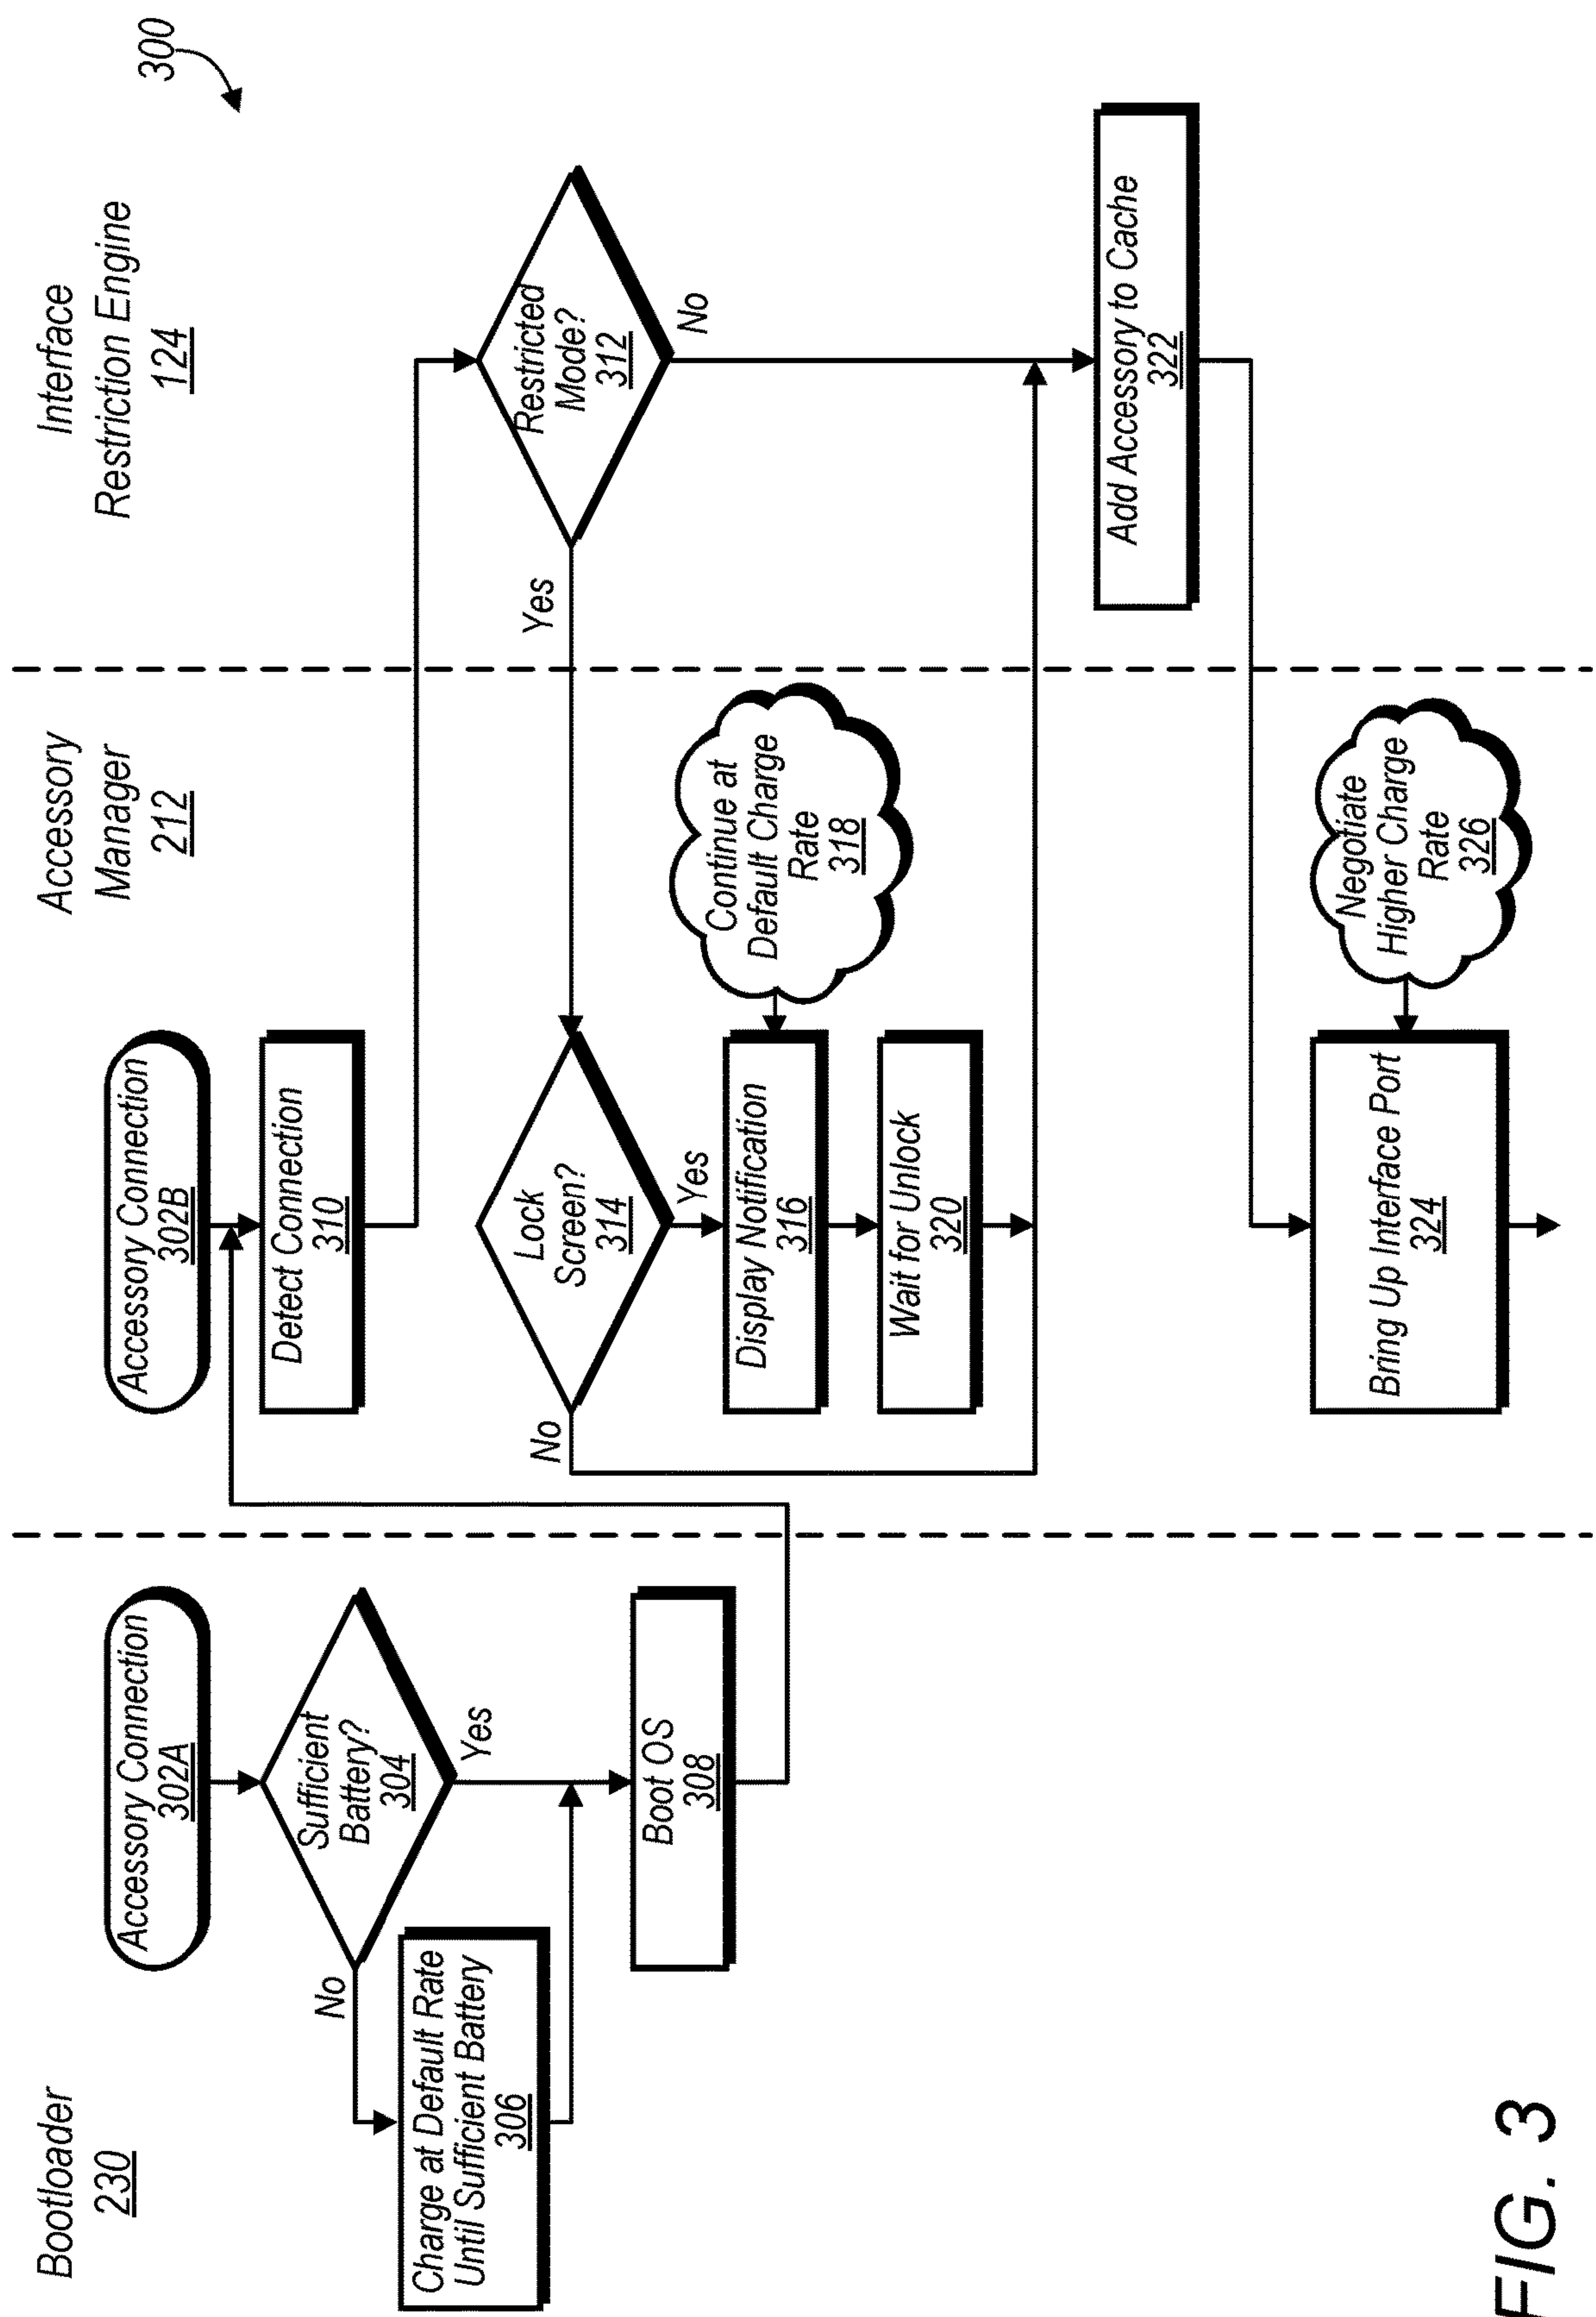 300
Bootloader
230
Accessory
Manager
212
Interface
Restriction Engine
124
Accessory Connection
302A
Sufficient
Battery?
304
No
Yes
Charge at Default Rate
Until Sufficient Battery
306
Boot OS
308
Accessory Connection
302B
Detect Connection
310
Restricted
Mode?
312
Yes
No
Lock
Screen?
314
No
Yes
Display Notification
316
Continue at
Default Charge
Rate
318
Wait for Unlock
320
Add Accessory to Cache
322
Bring Up Interface Port
324
Negotiate
Higher Charge
Rate
326
FIG. 3